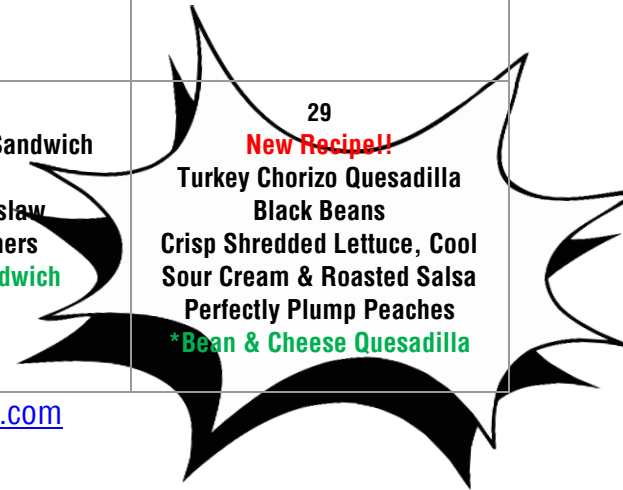 Sandwich
slaw
dwich
.com
29
New Recipe!!
Turkey Chorizo Quesadilla
Black Beans
Crisp Shredded Lettuce, Cool
Sour Cream & Roasted Salsa
Perfectly Plump Peaches
*Bean & Cheese Quesadilla